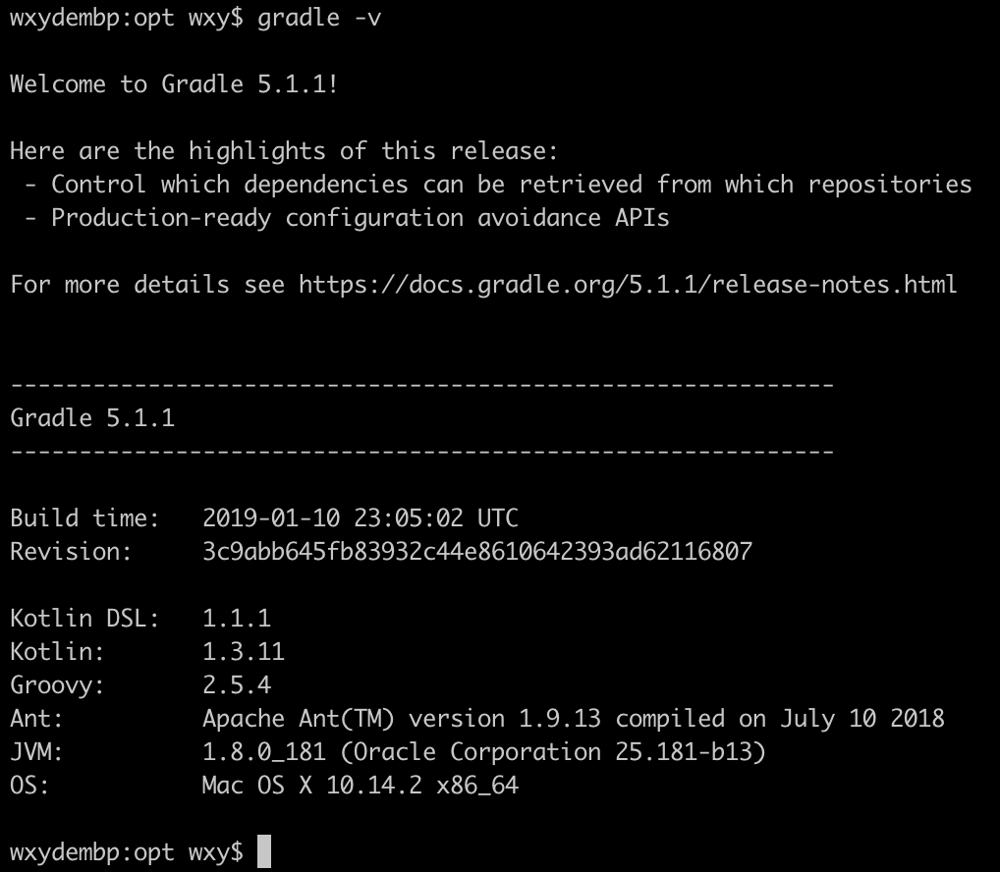 wxydembp:opt wxy$ gradle -v
Welcome to Gradle 5.1.1!
Here are the highlights of this release:
 - Control which dependencies can be retrieved from which repositories
 - Production-ready configuration avoidance APIs
For more details see https://docs.gradle.org/5.1.1/release-notes.html
------------------------------------------------------------
Gradle 5.1.1
------------------------------------------------------------
Build time:   2019-01-10 23:05:02 UTC
Revision:     3c9abb645fb83932c44e8610642393ad62116807
Kotlin DSL:   1.1.1
Kotlin:       1.3.11
Groovy:       2.5.4
Ant:          Apache Ant(TM) version 1.9.13 compiled on July 10 2018
JVM:          1.8.0_181 (Oracle Corporation 25.181-b13)
OS:           Mac OS X 10.14.2 x86_64
wxydembp:opt wxy$